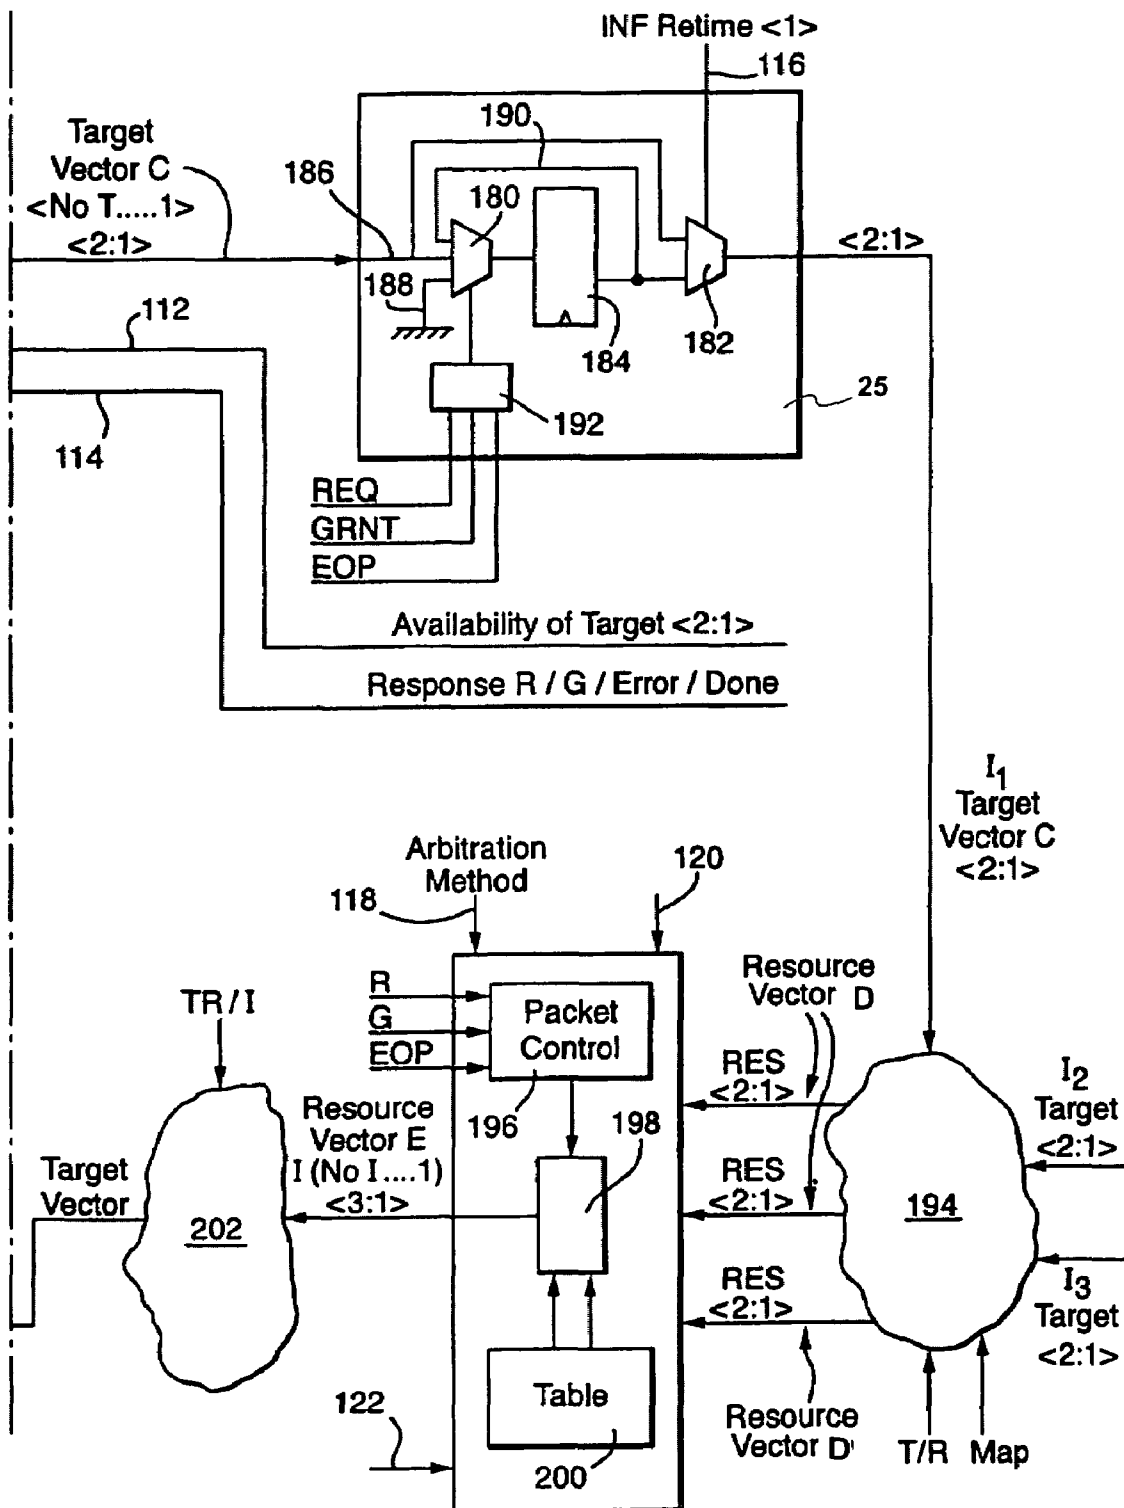 INF Retime <1>
116
Target
Vector C
<No T.....1>
<2:1>
186
190
180
188
184
182
<2:1>
25
192
112
114
REQ
GRNT
EOP
Availability of Target <2:1>
Response R / G / Error / Done
I1
Target
Vector C
<2:1>
Arbitration
Method
118
120
R
G
EOP
Packet
Control
196
198
TR / I
Resource
Vector E
I (No I....1)
<3:1>
Target
Vector
202
Resource
Vector D
RES
<2:1>
RES
<2:1>
RES
<2:1>
194
I2
Target
<2:1>
I3
Target
<2:1>
Table
200
122
Resource
Vector D'
T/R
Map